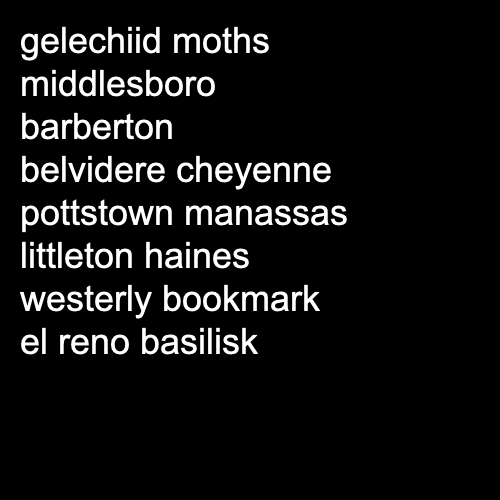 gelechiid moths
middlesboro
barberton
belvidere cheyenne
pottstown manassas
littleton haines
westerly bookmark
el reno basilisk